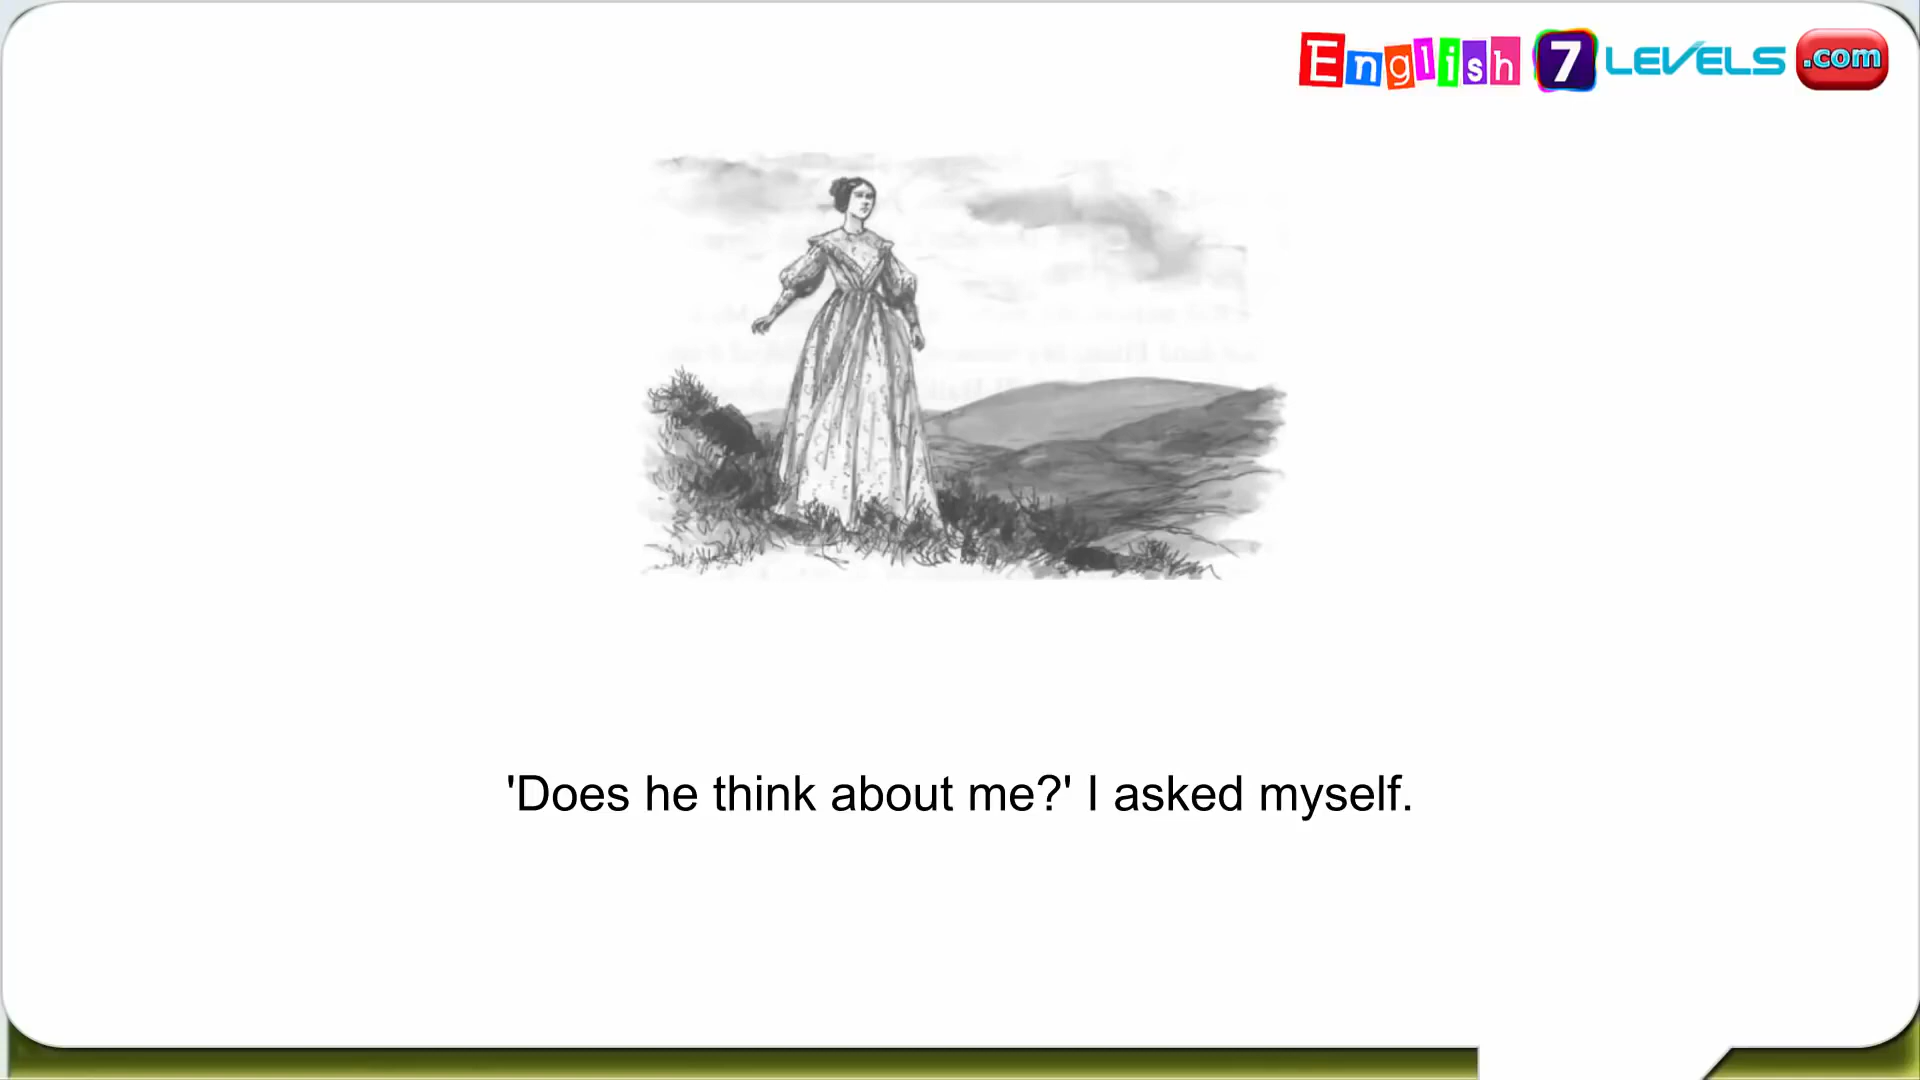 English 7 LEVELS .com
'Does he think about me?' I asked myself.